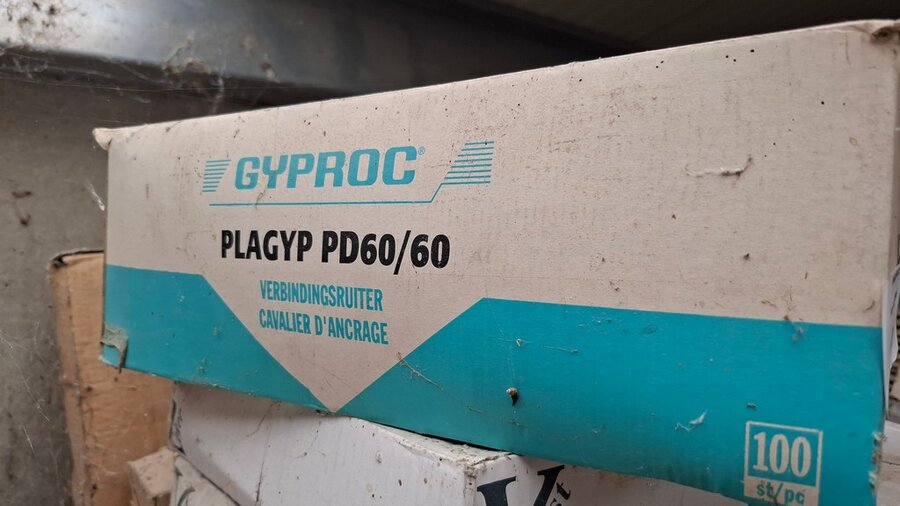 GYPROC®
PLAGYP PD60/60
VERBINDINGSRUITER
CAVALIER D'ANCRAGE
100
st/pc